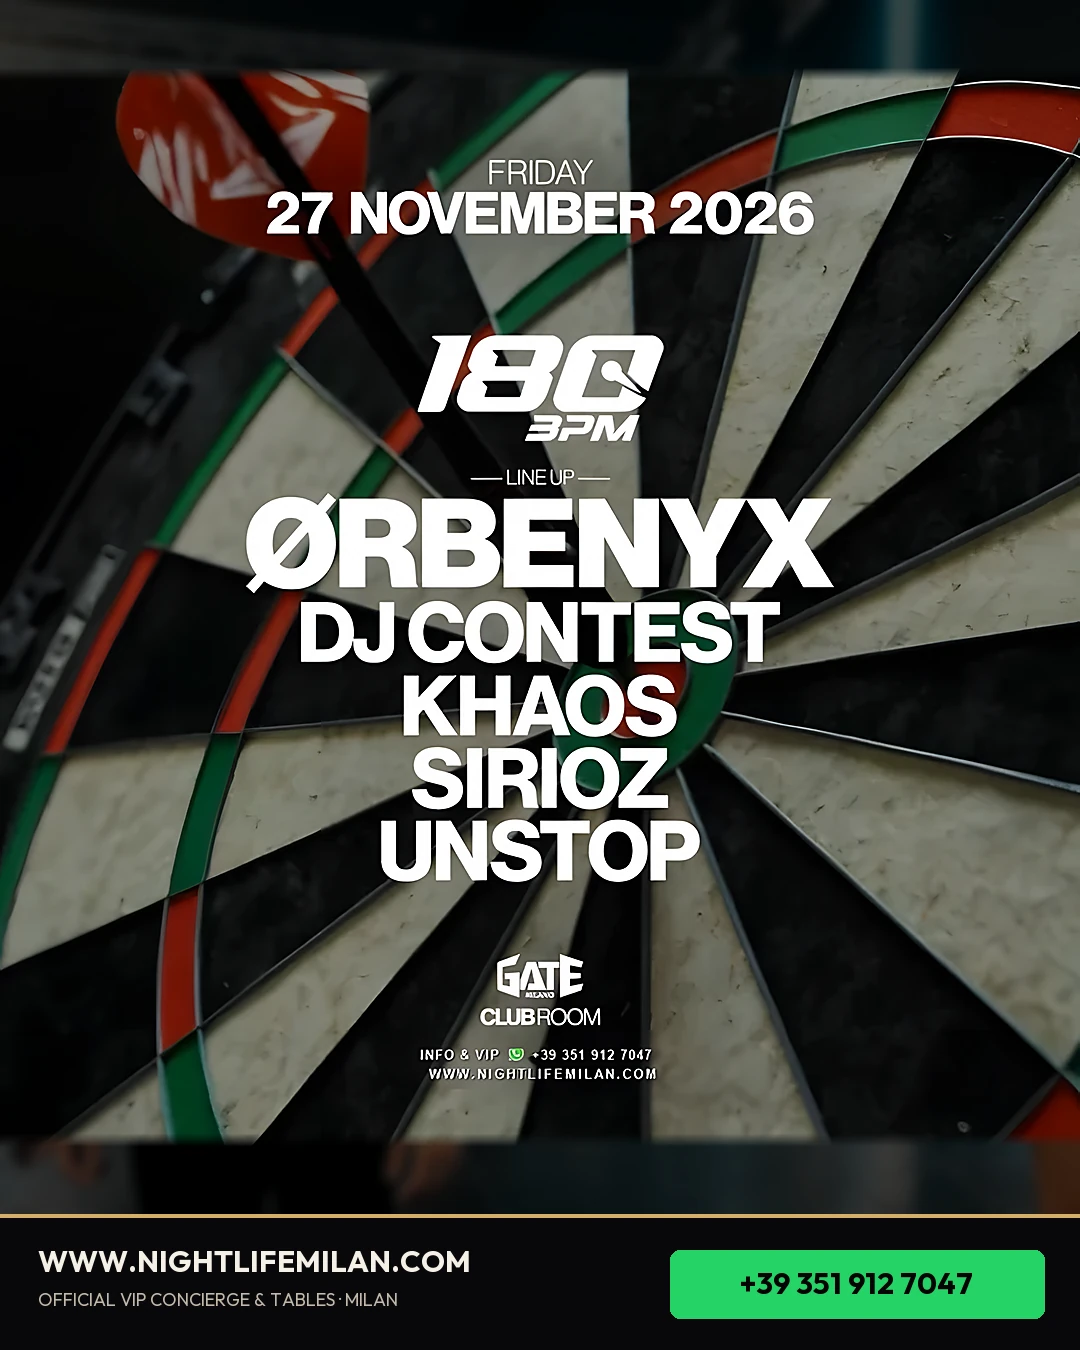 FRIDAY
27 NOVEMBER 2026
180
BPM
LINE UP
ØRBENYX
DJ CONTEST
KHAOS
SIRIOZ
UNSTOP
GATE
MILANO
CLUBROOM
INFO & VIP +39 351 912 7047
WWW.NIGHTLIFEMILAN.COM
WWW.NIGHTLIFEMILAN.COM
OFFICIAL VIP CONCIERGE & TABLES · MILAN
+39 351 912 7047